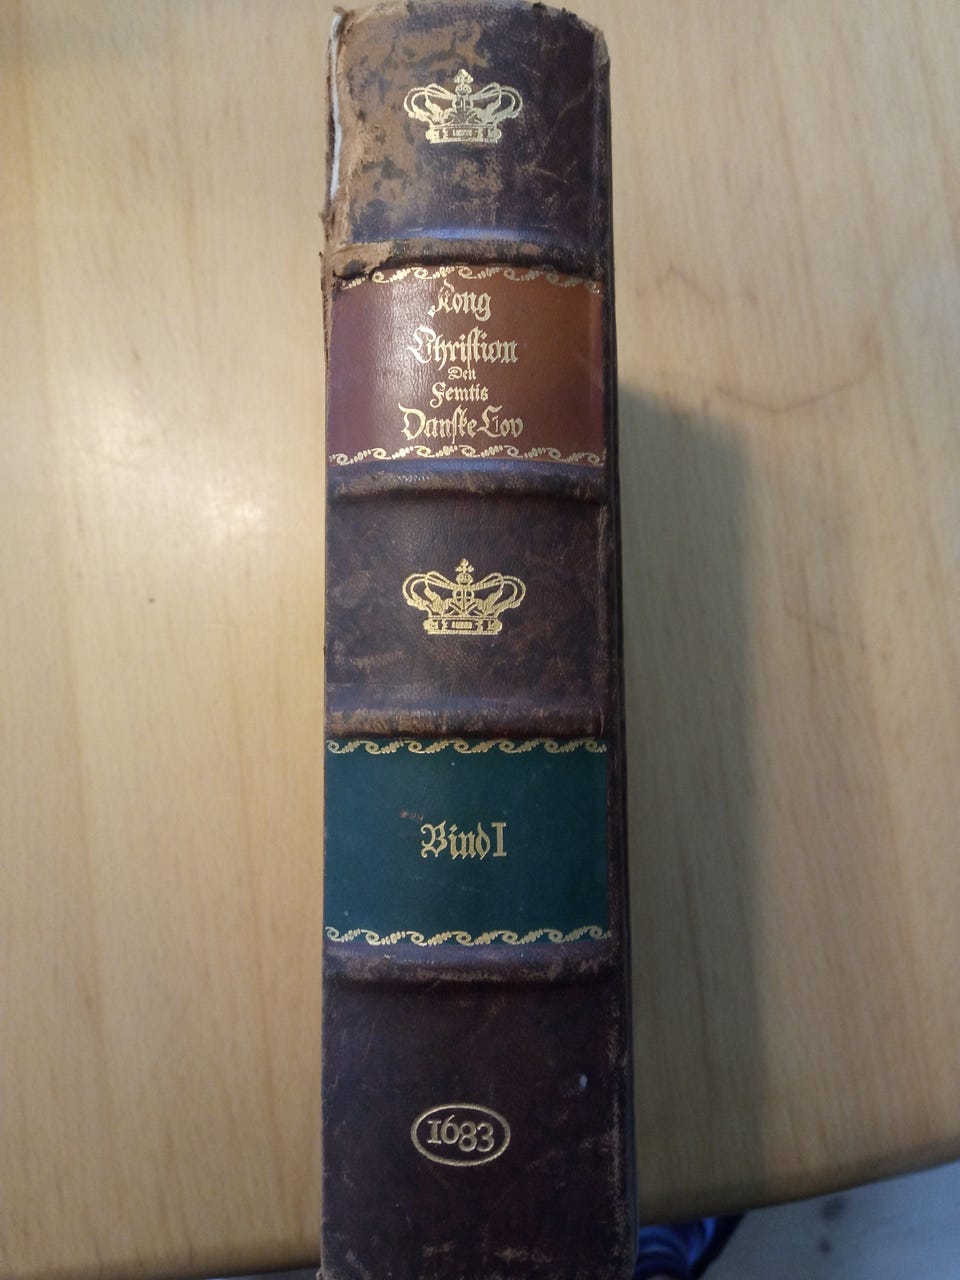 Kong
Christian
Den
Femtis
Danske Lov
Bind I
1683